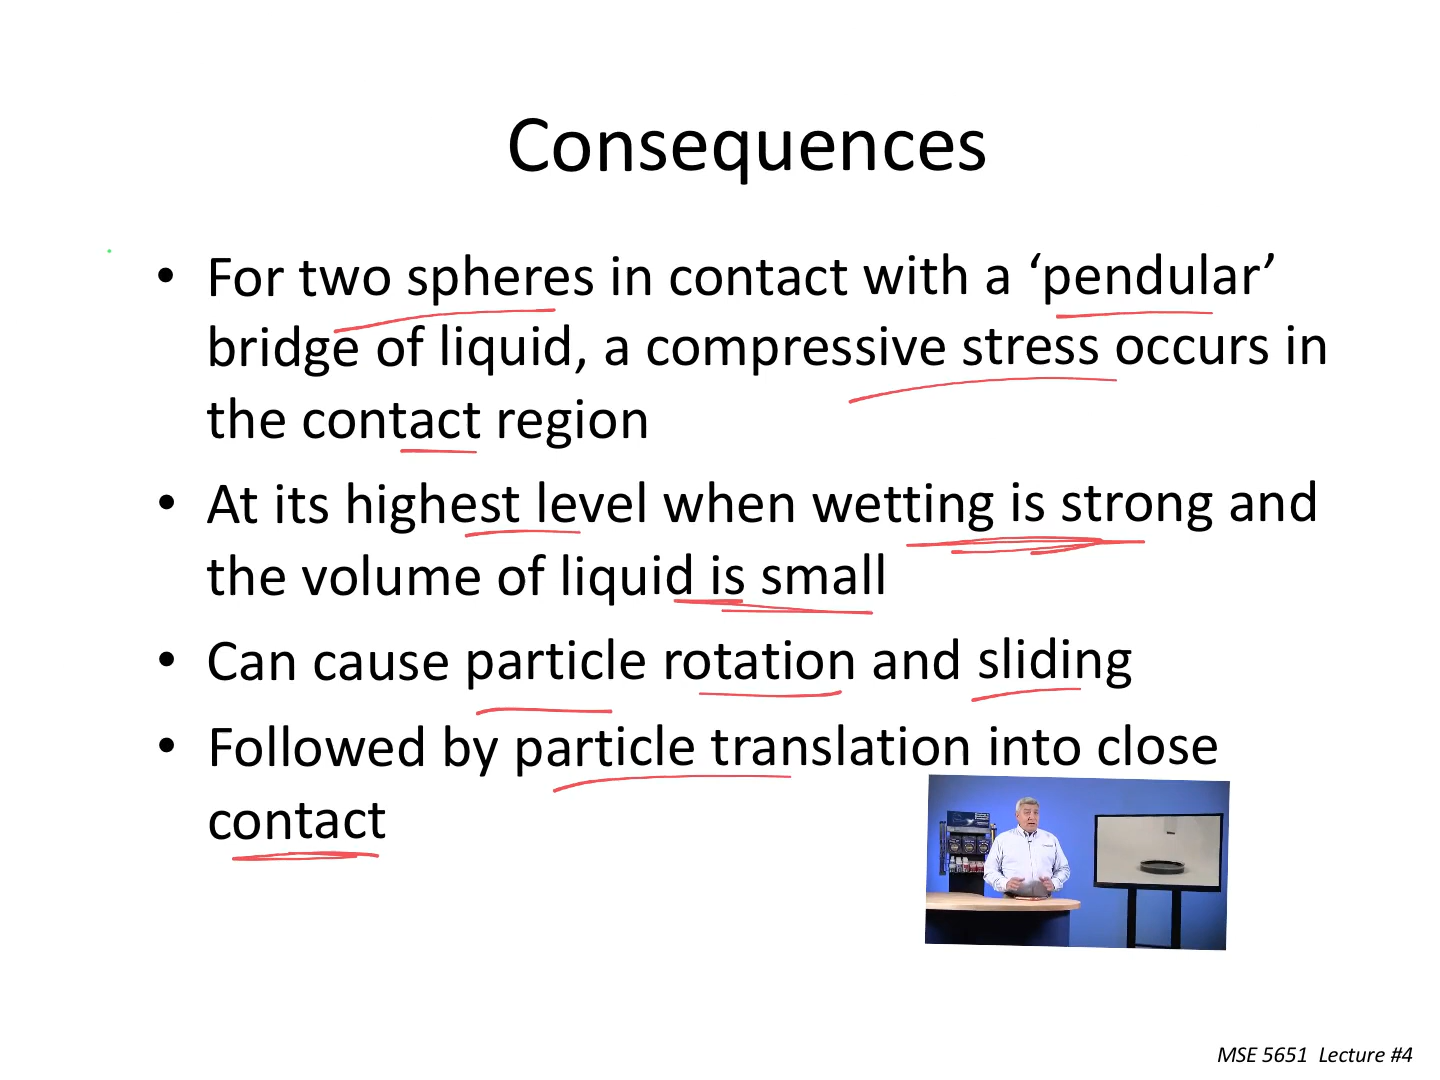 Consequences
• For two spheres in contact with a ‘pendular’
bridge of liquid, a compressive stress occurs in
the contact region
• At its highest level when wetting is strong and
the volume of liquid is small
• Can cause particle rotation and sliding
• Followed by particle translation into close
contact
MSE 5651 Lecture #4